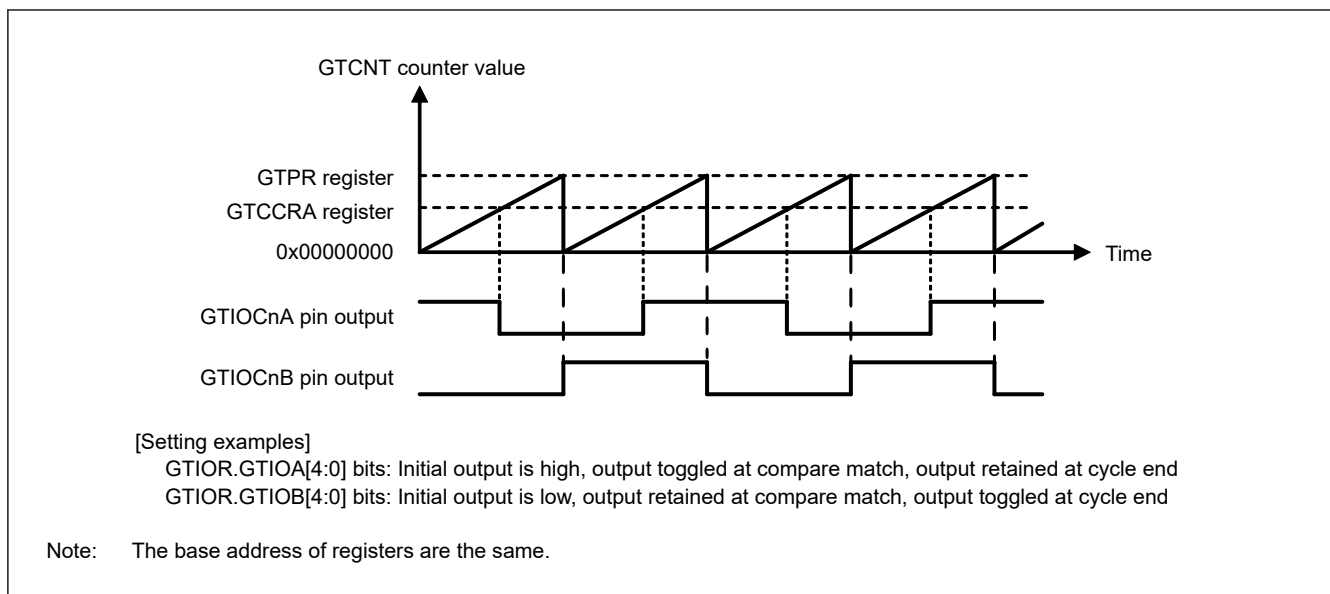 GTCNT counter value
GTPR register
GTCCRA register
0x00000000
Time
GTIOCnA pin output
GTIOCnB pin output
[Setting examples]
GTIOR.GTIOA[4:0] bits: Initial output is high, output toggled at compare match, output retained at cycle end
GTIOR.GTIOB[4:0] bits: Initial output is low, output retained at compare match, output toggled at cycle end
Note: The base address of registers are the same.